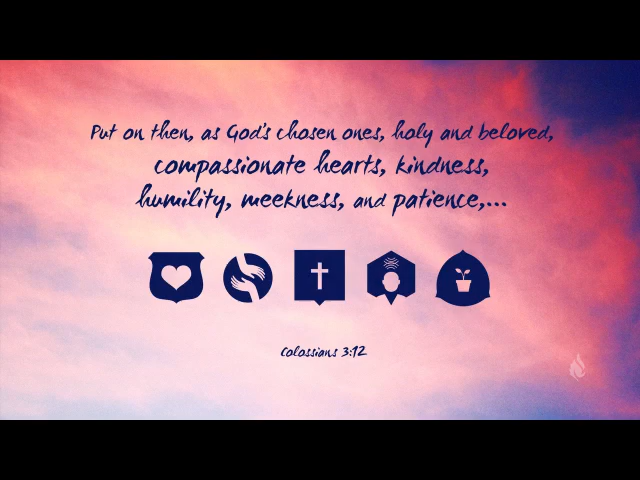 Put on then, as God's chosen ones, holy and beloved,
compassionate hearts, kindness,
humility, meekness, and patience,...
Colossians 3:12